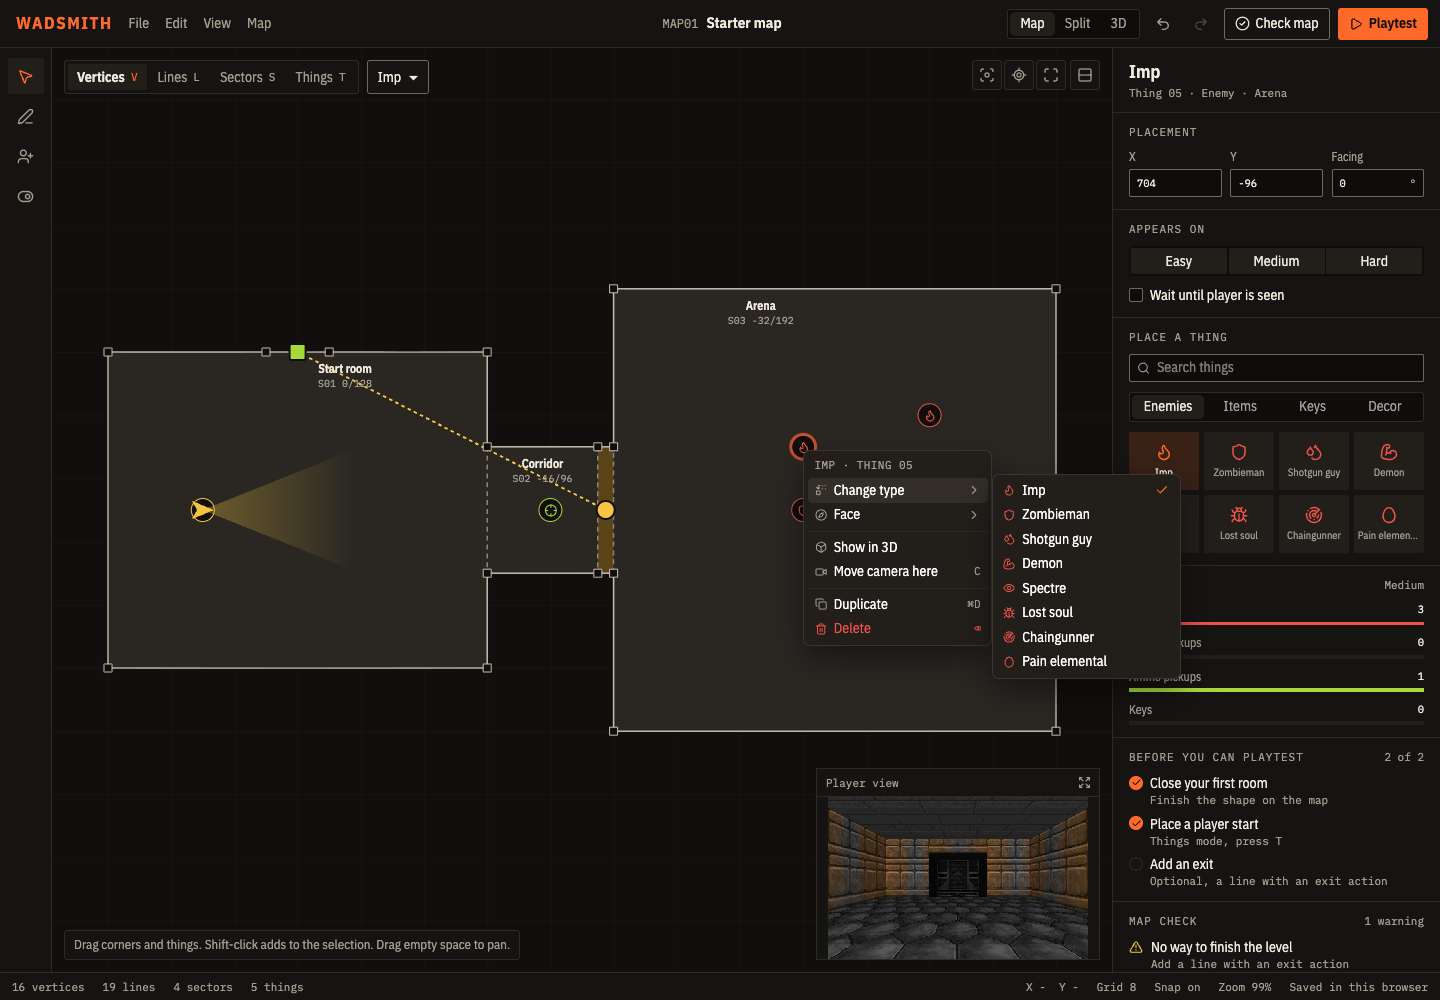 WADSMITH File Edit View Map
MAP01 Starter map
Map Split 3D
Check map
Playtest
Vertices V Lines L Sectors S Things T
Imp
Arena
S03 -32/192
Start room
S01 0/128
Corridor
S02 -16/96
IMP · THING 05
Change type
Face
Show in 3D
Move camera here C
Duplicate ⌘D
Delete ⌫
Imp
Zombieman
Shotgun guy
Demon
Spectre
Lost soul
Chaingunner
Pain elemental
Player view
Drag corners and things. Shift-click adds to the selection. Drag empty space to pan.
Imp
Thing 05 · Enemy · Arena
PLACEMENT
X Y Facing
704 -96 0 °
APPEARS ON
Easy Medium Hard
Wait until player is seen
PLACE A THING
Search things
Enemies Items Keys Decor
Imp Zombieman Shotgun guy Demon
Lost soul Chaingunner Pain elemen...
Medium
3
0
Ammo pickups 1
Keys 0
BEFORE YOU CAN PLAYTEST 2 of 2
Close your first room
Finish the shape on the map
Place a player start
Things mode, press T
Add an exit
Optional, a line with an exit action
MAP CHECK 1 warning
No way to finish the level
Add a line with an exit action
16 vertices 19 lines 4 sectors 5 things
X - Y - Grid 8 Snap on Zoom 99% Saved in this browser